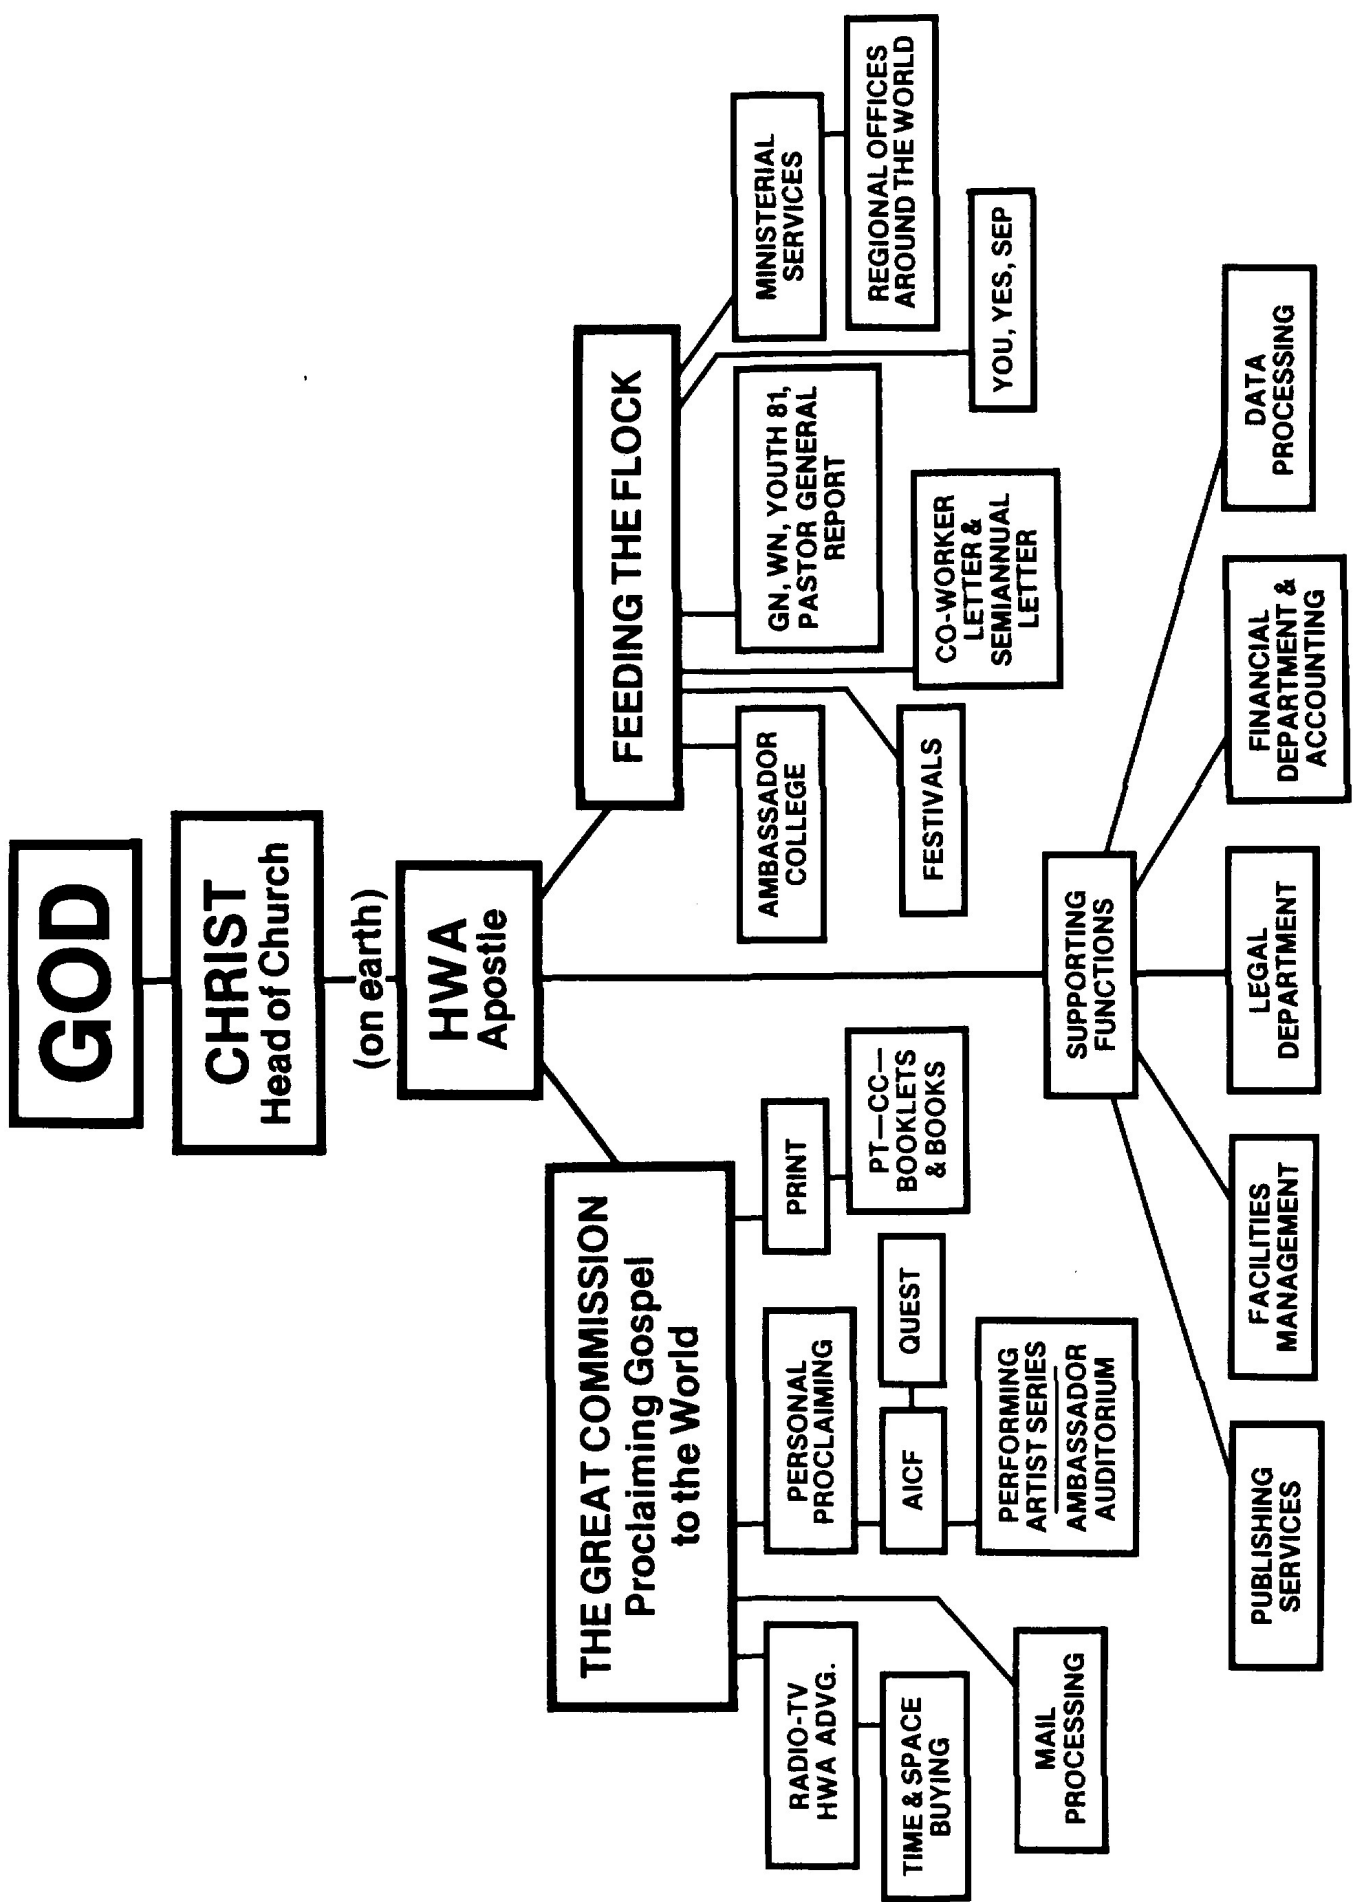 GOD
CHRIST
Head of Church
(on earth)
HWA
Apostle
THE GREAT COMMISSION
Proclaiming Gospel
to the World
RADIO-TV
HWA ADVG.
TIME & SPACE
BUYING
MAIL
PROCESSING
PERSONAL
PROCLAIMING
AICF
QUEST
PERFORMING
ARTIST SERIES
AMBASSADOR
AUDITORIUM
PRINT
PT—CC—
BOOKLETS
& BOOKS
FEEDING THE FLOCK
AMBASSADOR
COLLEGE
FESTIVALS
CO-WORKER
LETTER &
SEMIANNUAL
LETTER
GN, WN, YOUTH 81,
PASTOR GENERAL
REPORT
YOU, YES, SEP
MINISTERIAL
SERVICES
REGIONAL OFFICES
AROUND THE WORLD
SUPPORTING
FUNCTIONS
PUBLISHING
SERVICES
FACILITIES
MANAGEMENT
LEGAL
DEPARTMENT
FINANCIAL
DEPARTMENT &
ACCOUNTING
DATA
PROCESSING